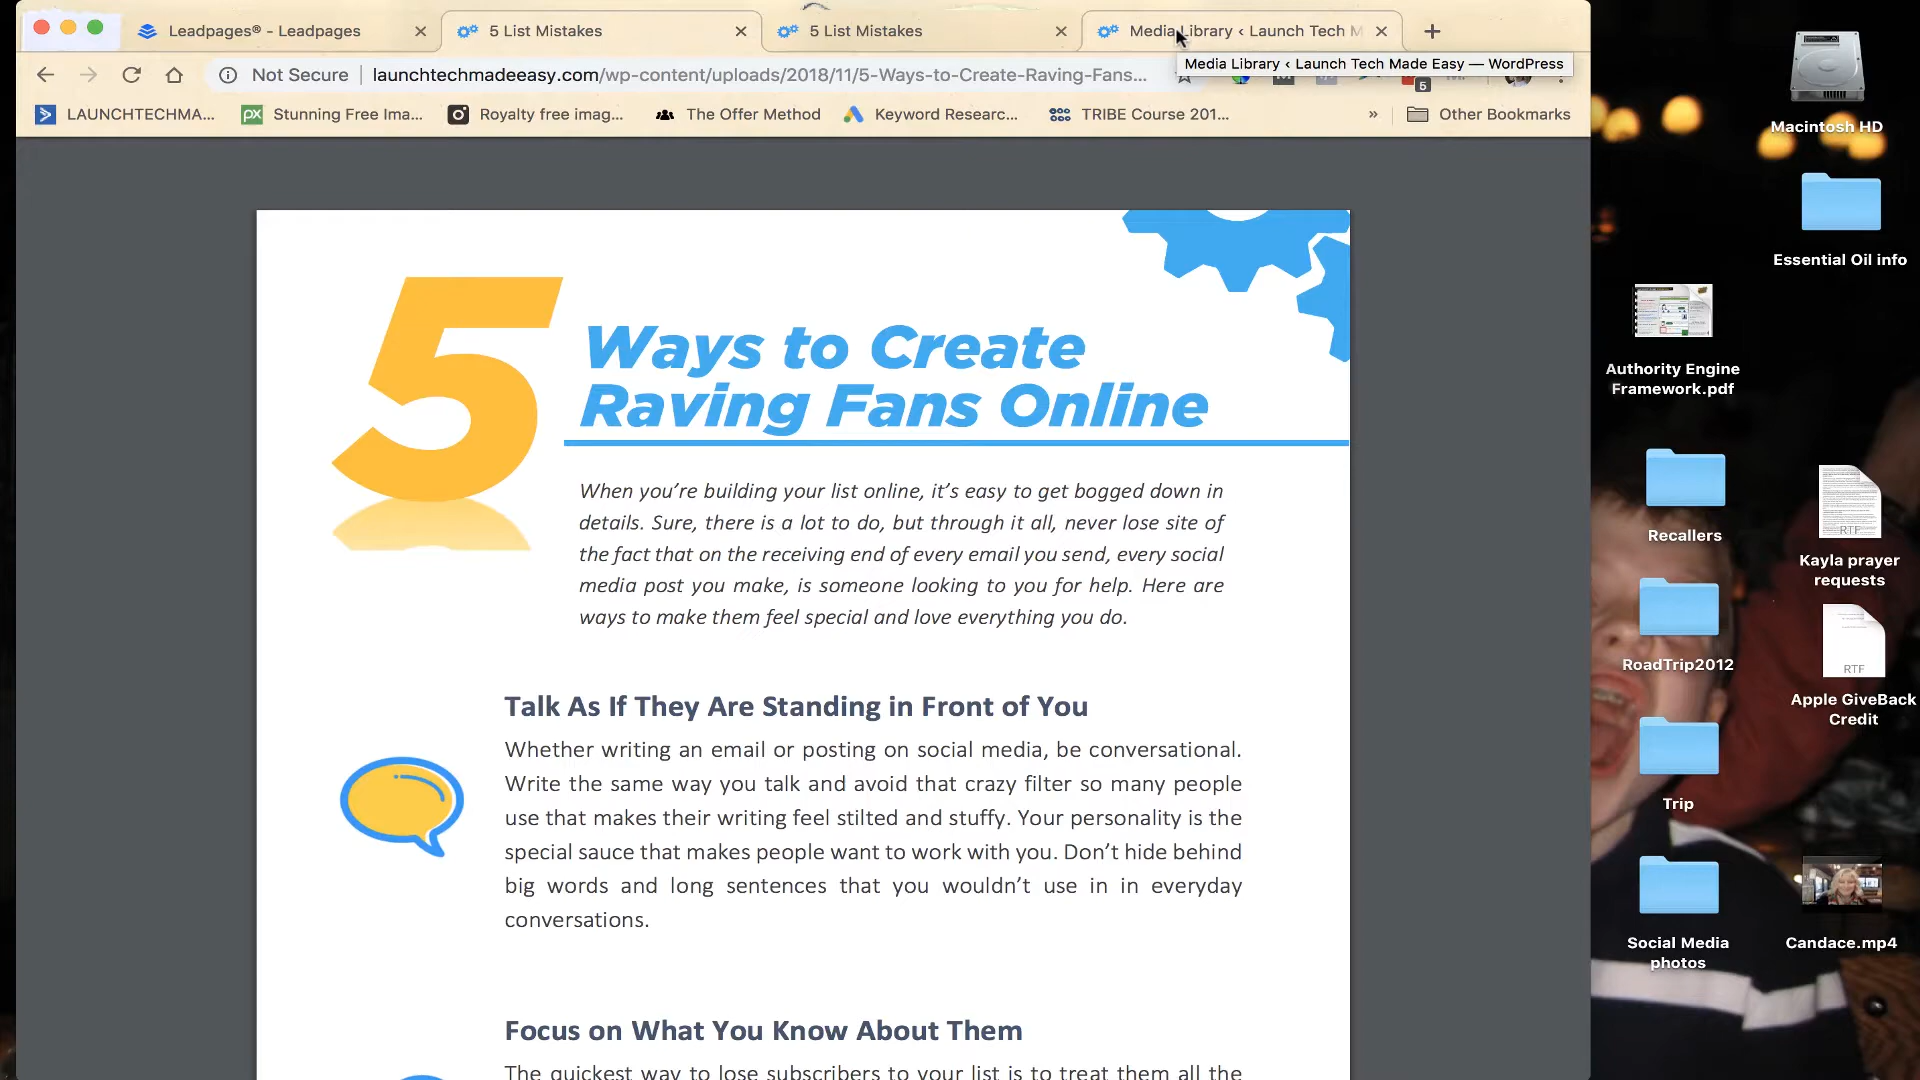 Leadpages® - Leadpages
5 List Mistakes
5 List Mistakes
Media Library ‹ Launch Tech M
Media Library ‹ Launch Tech Made Easy — WordPress
Not Secure
launchtechmadeeasy.com/wp-content/uploads/2018/11/5-Ways-to-Create-Raving-Fans...
5
LAUNCHTECHMA...
Stunning Free Ima...
Royalty free imag...
The Offer Method
Keyword Researc...
TRIBE Course 201...
»
Other Bookmarks
5
Ways to Create
Raving Fans Online
When you're building your list online, it's easy to get bogged down in
details. Sure, there is a lot to do, but through it all, never lose site of
the fact that on the receiving end of every email you send, every social
media post you make, is someone looking to you for help. Here are
ways to make them feel special and love everything you do.
Talk As If They Are Standing in Front of You
Whether writing an email or posting on social media, be conversational.
Write the same way you talk and avoid that crazy filter so many people
use that makes their writing feel stilted and stuffy. Your personality is the
special sauce that makes people want to work with you. Don't hide behind
big words and long sentences that you wouldn't use in in everyday
conversations.
Focus on What You Know About Them
The quickest way to lose subscribers to your list is to treat them all the
Macintosh HD
Essential Oil info
Authority Engine
Framework.pdf
Recallers
RTF
Kayla prayer
requests
RoadTrip2012
RTF
Apple GiveBack
Credit
Trip
Social Media
photos
Candace.mp4